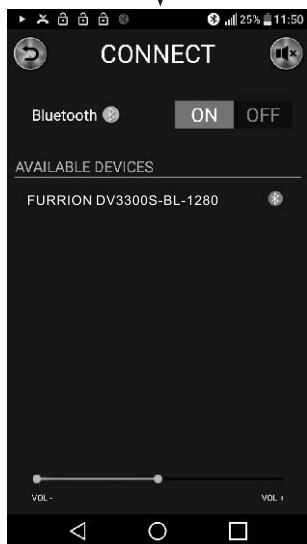 25% 11:50
CONNECT
Bluetooth ON OFF
AVAILABLE DEVICES
FURRION DV3300S-BL-1280
VOL - VOL +